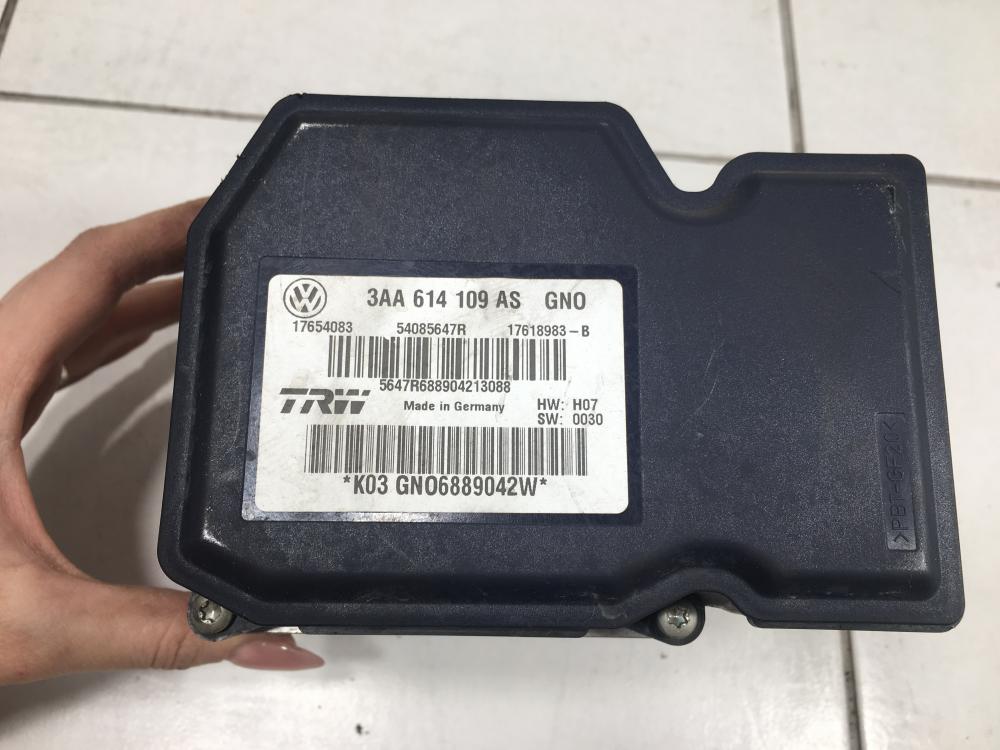 3AA 614 109 AS GNO
17654083 54085647R 17618983-B
5647R688904213088
TRW Made in Germany HW: H07
SW: 0030
*K03 GNO6889042W*
>PBT-GF20<